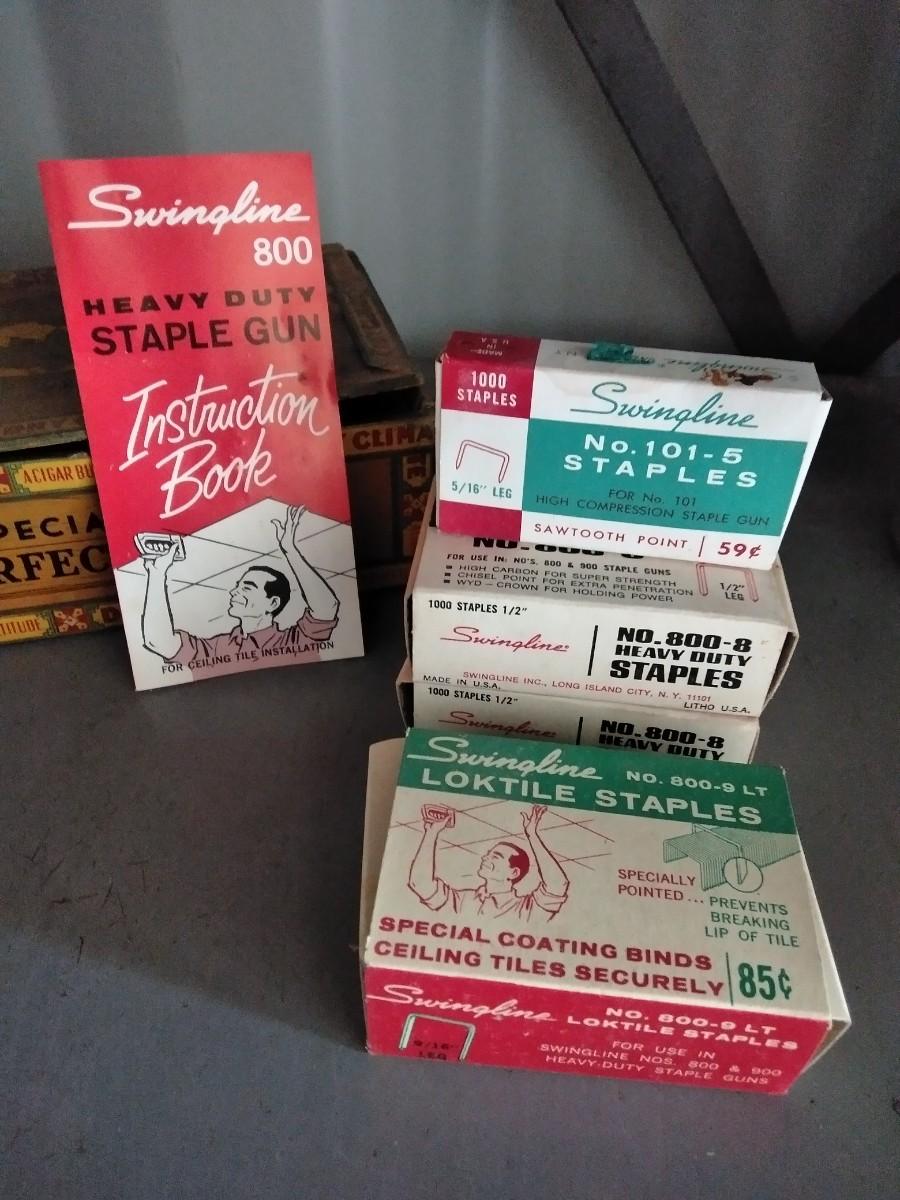 Swingline
800
HEAVY DUTY
STAPLE GUN
Instruction
Book
FOR CEILING TILE INSTALLATION
CLIMA
A CIGAR BU
PECIA
RFEC
TITUDE
MADE
IN
U.S.A.
1000
STAPLES
5/16" LEG
Swingline
No. 101-5
STAPLES
FOR No. 101
HIGH COMPRESSION STAPLE GUN
SAWTOOTH POINT 59¢
NO. 800-8
FOR USE IN: NO'S. 800 & 900 STAPLE GUNS
HIGH CARBON FOR SUPER STRENGTH
CHISEL POINT FOR EXTRA PENETRATION
WYD-CROWN FOR HOLDING POWER
1/2"
LEG
1000 STAPLES 1/2"
Swingline®
NO. 800-8
HEAVY DUTY
STAPLES
SWINGLINE INC., LONG ISLAND CITY, N. Y. 11101
MADE IN U.S.A. LITHO U.S.A.
1000 STAPLES 1/2"
Swingline®
NO. 800-8
HEAVY DUTY
Swingline NO. 800-9 LT
LOKTILE STAPLES
SPECIALLY
POINTED...PREVENTS
BREAKING
LIP OF TILE
SPECIAL COATING BINDS
CEILING TILES SECURELY
85¢
Swingline NO. 800-9 LT
LOKTILE STAPLES
9/16"
LEG
FOR USE IN
SWINGLINE NOS. 800 & 900
HEAVY-DUTY STAPLE GUNS